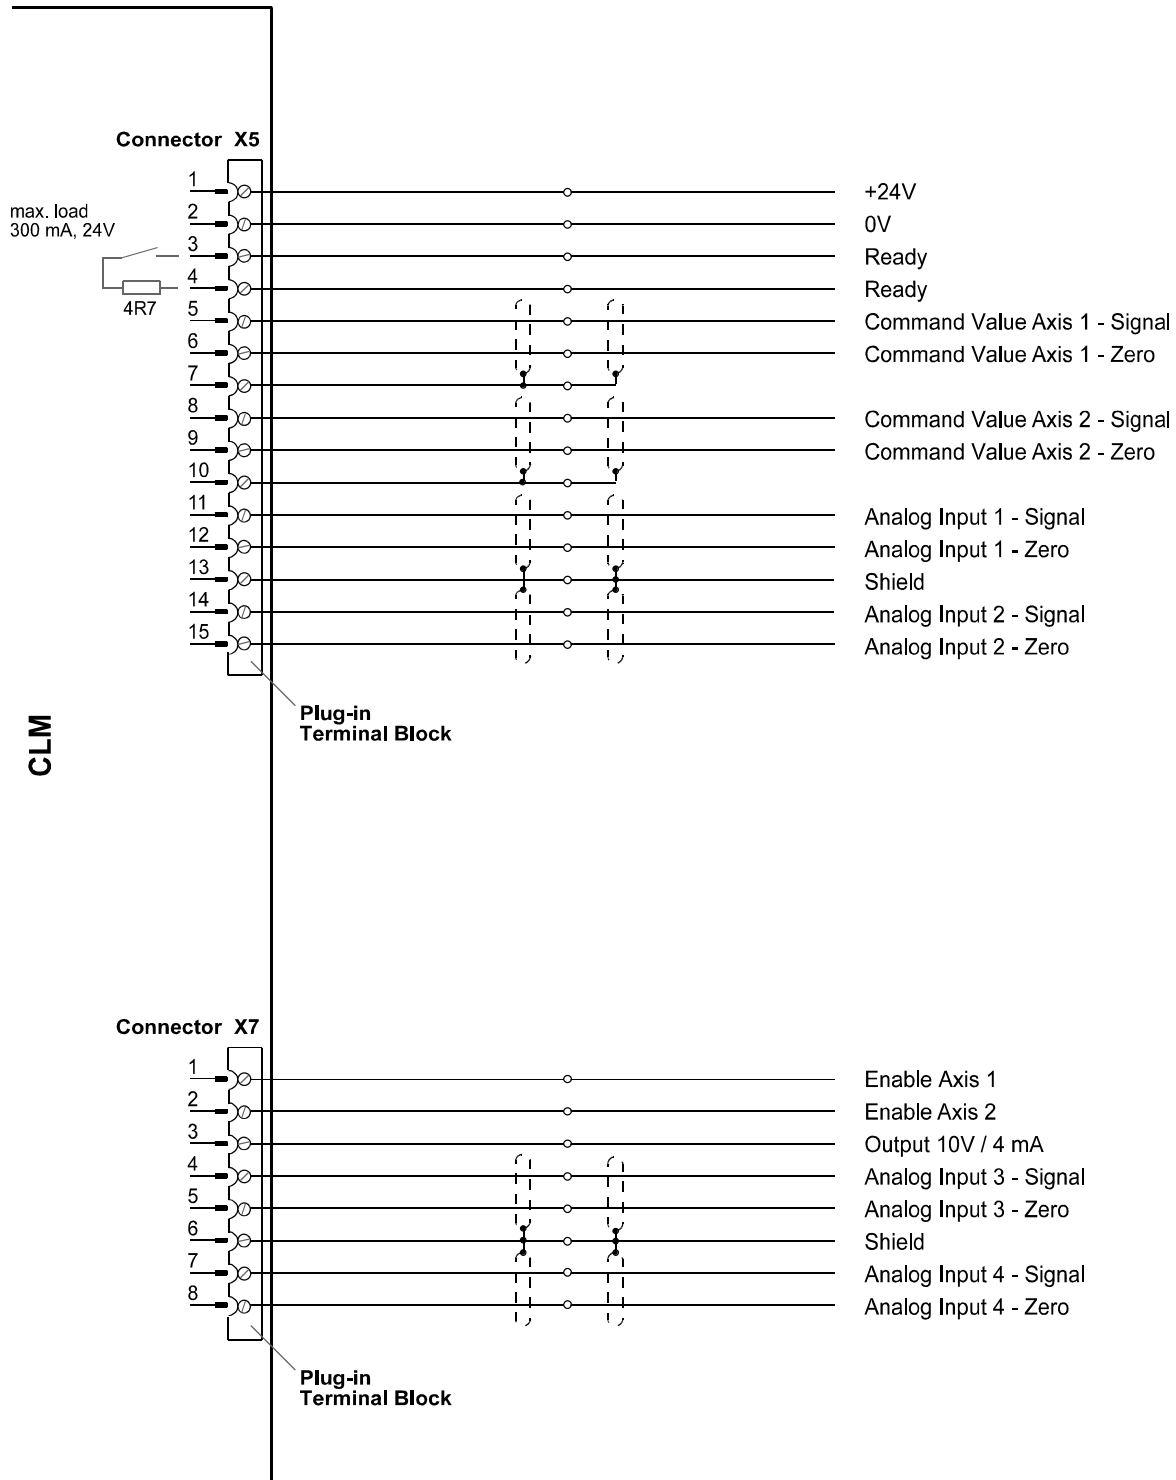 Connector X5
1
+24V
max. load
2
0V
300 mA, 24V
3
Ready
4
Ready
4R7
5
Command Value Axis 1 - Signal
6
Command Value Axis 1 - Zero
7
8
Command Value Axis 2 - Signal
9
Command Value Axis 2 - Zero
10
11
Analog Input 1 - Signal
12
Analog Input 1 - Zero
13
Shield
14
Analog Input 2 - Signal
15
Analog Input 2 - Zero
Plug-in
Terminal Block
CLM
Connector X7
1
Enable Axis 1
2
Enable Axis 2
3
Output 10V / 4 mA
4
Analog Input 3 - Signal
5
Analog Input 3 - Zero
6
Shield
7
Analog Input 4 - Signal
8
Analog Input 4 - Zero
Plug-in
Terminal Block